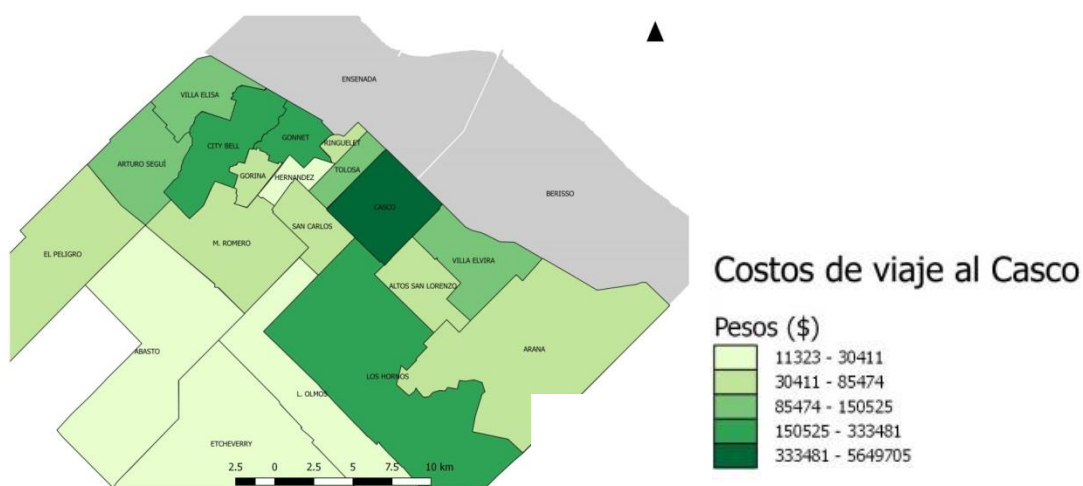 ENSENADA
VILLA ELISA
GONNET
CITY BELL
RINGUELET
ARTURO SEGUÍ
TOLOSA
GORINA
HERNANDEZ
BERISSO
CASCO
SAN CARLOS
M. ROMERO
EL PELIGRO
VILLA ELVIRA
ALTOS SAN LORENZO
ABASTO
ARANA
LOS HORNOS
L. OLMOS
ETCHEVERRY
2.5 0 2.5 5 7.5 10 km
Costos de viaje al Casco
Pesos ($)
11323 - 30411
30411 - 85474
85474 - 150525
150525 - 333481
333481 - 5649705